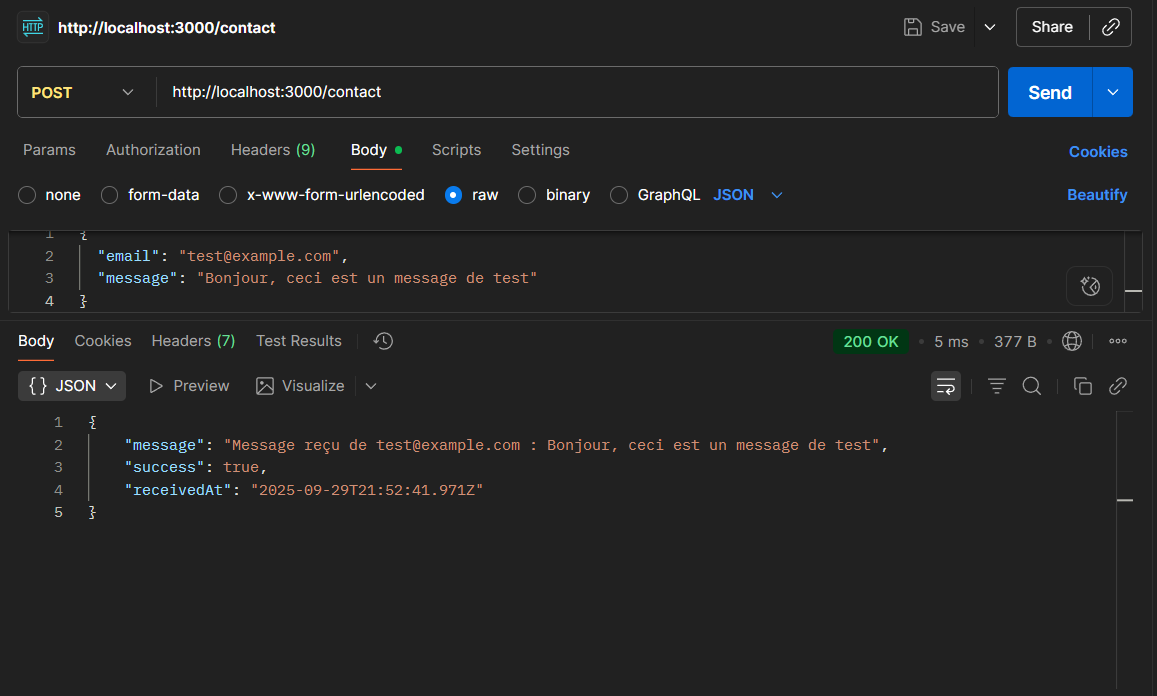 HTTP http://localhost:3000/contact Save Share
POST http://localhost:3000/contact Send
Params Authorization Headers (9) Body Scripts Settings Cookies
none form-data x-www-form-urlencoded raw binary GraphQL JSON Beautify
1 {
2 "email": "test@example.com",
3 "message": "Bonjour, ceci est un message de test"
4 }
Body Cookies Headers (7) Test Results 200 OK 5 ms 377 B
{} JSON Preview Visualize
1 {
2 "message": "Message reçu de test@example.com : Bonjour, ceci est un message de test",
3 "success": true,
4 "receivedAt": "2025-09-29T21:52:41.971Z"
5 }